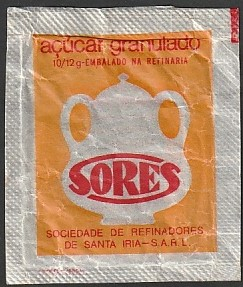 açúcar granulado
10/12 g-EMBALADO NA REFINARIA
SORES
SOCIEDADE DE REFINADORES
DE SANTA IRIA-S.A.R.L.